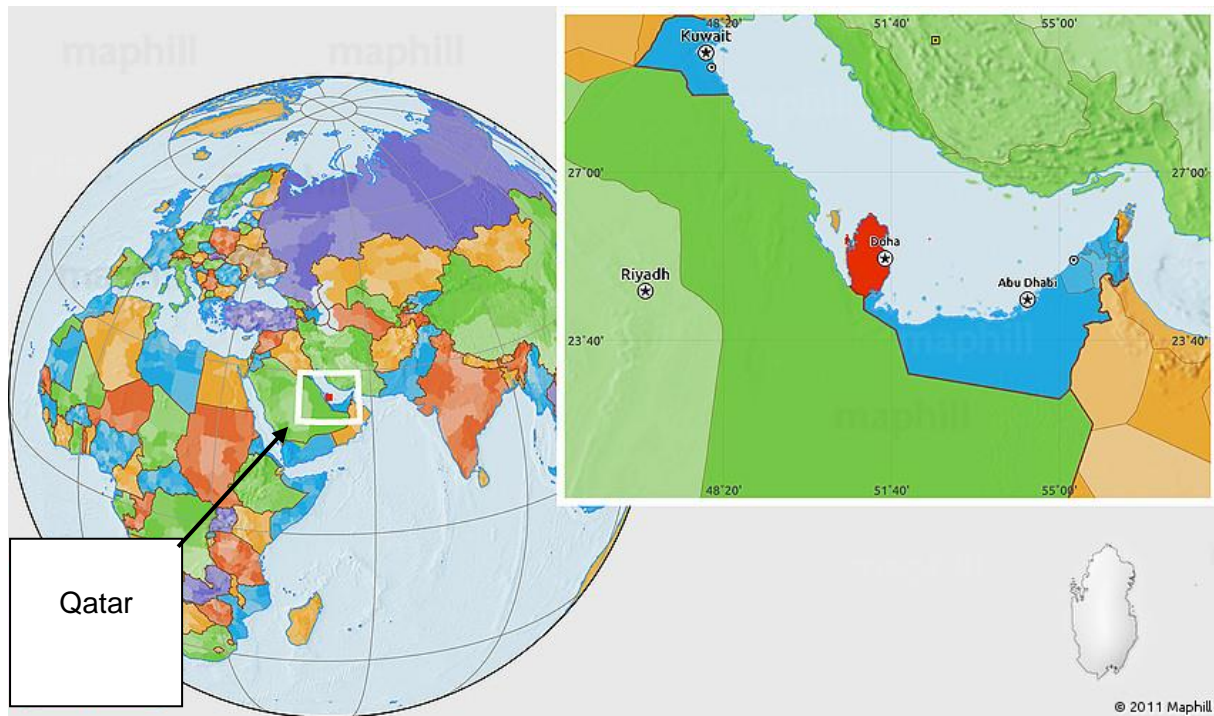 maphill maphill
48°20' 51°40' 55°00'
Kuwait
27°00' 27°00'
Doha
Riyadh
Abu Dhabi
23°40' 23°40'
maphill
maphill
48°20' 51°40' 55°00'
Qatar
© 2011 Maphill